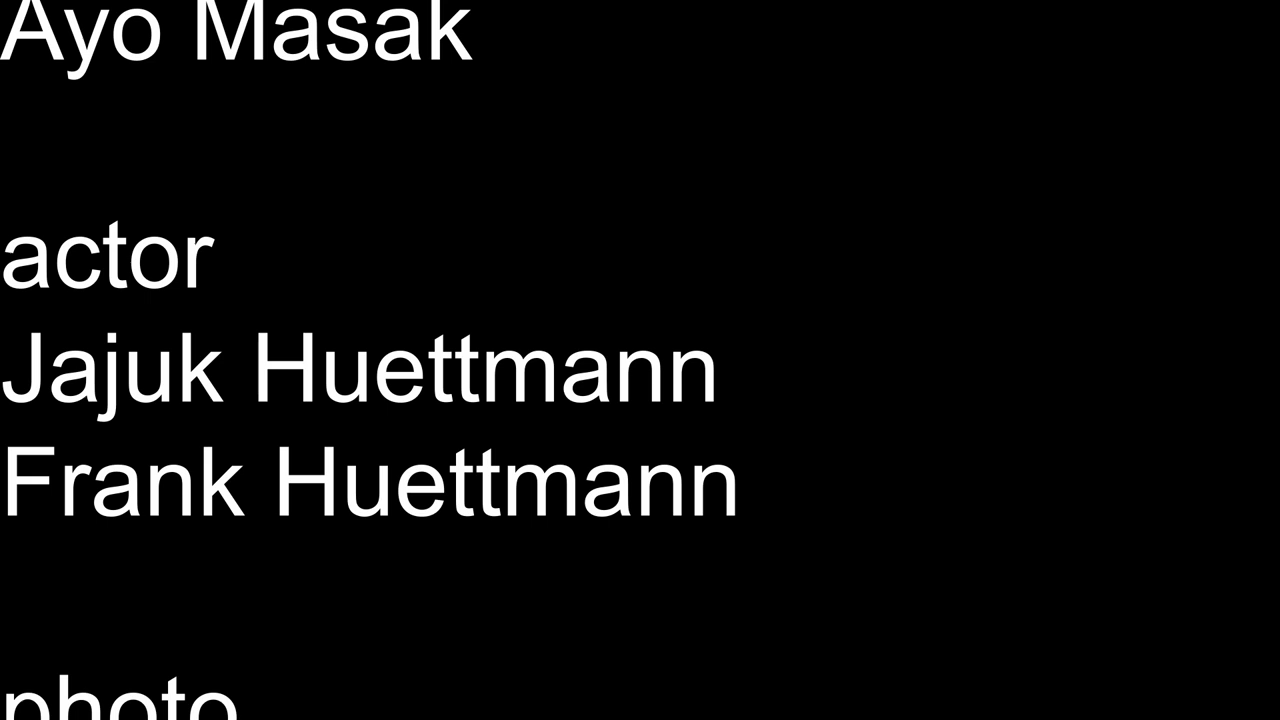 Ayo Masak
actor
Jajuk Huettmann
Frank Huettmann
photo